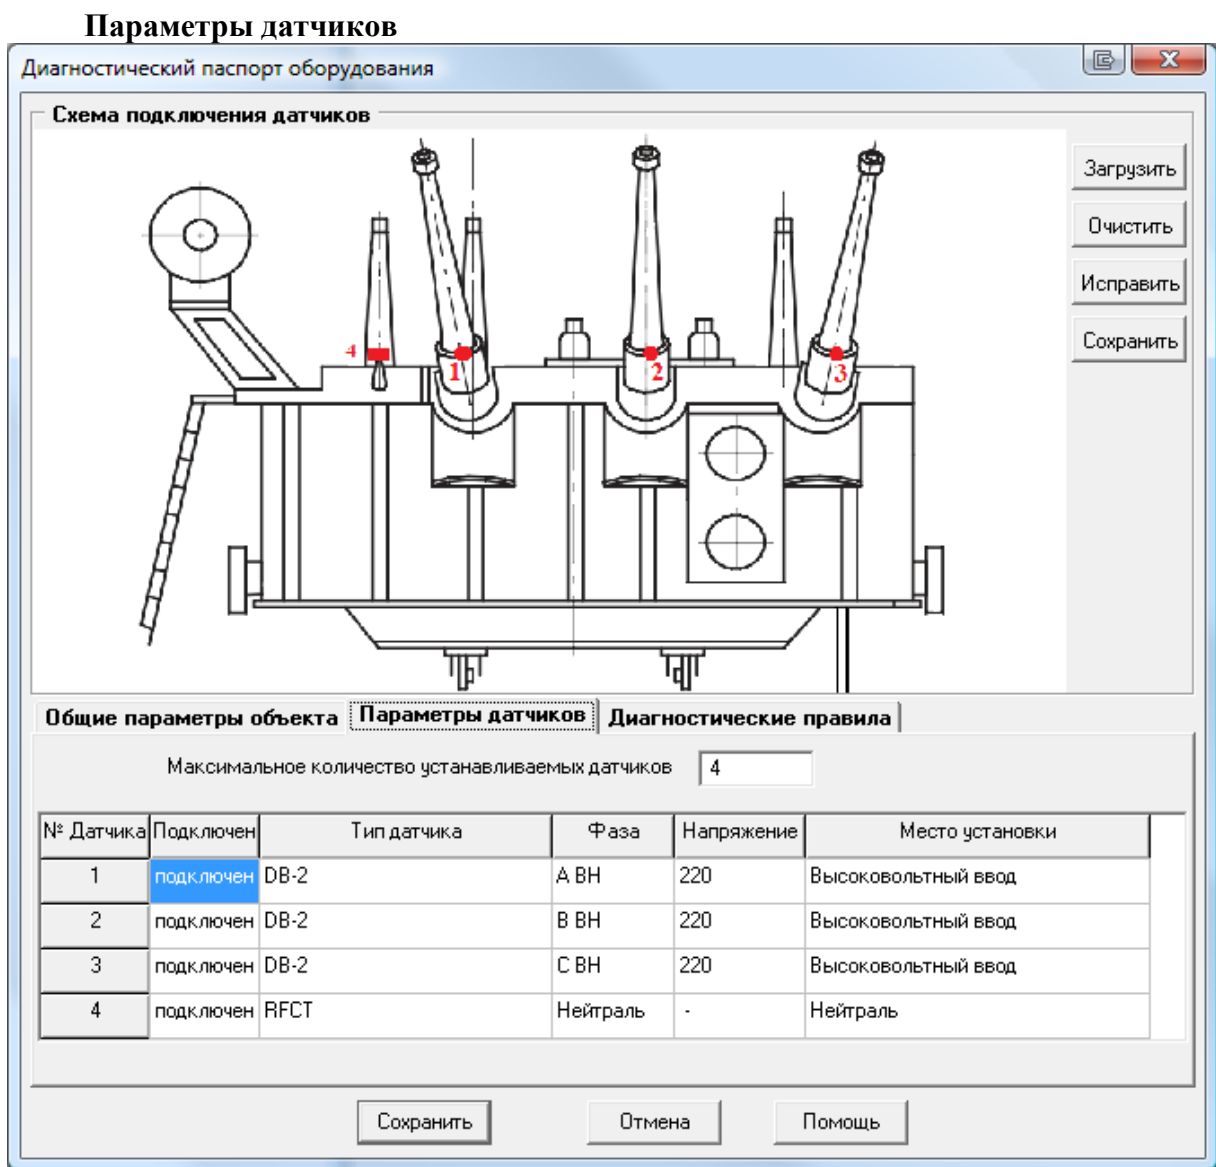 Параметры датчиков
Диагностический паспорт оборудования
Схема подключения датчиков
Загрузить
Очистить
Исправить
Сохранить
4
1
2
3
Общие параметры объекта Параметры датчиков Диагностические правила
Максимальное количество устанавливаемых датчиков 4
№ Датчика Подключен Тип датчика Фаза Напряжение Место установки
1 подключен DB-2 A ВН 220 Высоковольтный ввод
2 подключен DB-2 B ВН 220 Высоковольтный ввод
3 подключен DB-2 C ВН 220 Высоковольтный ввод
4 подключен RFCT Нейтраль - Нейтраль
Сохранить Отмена Помощь